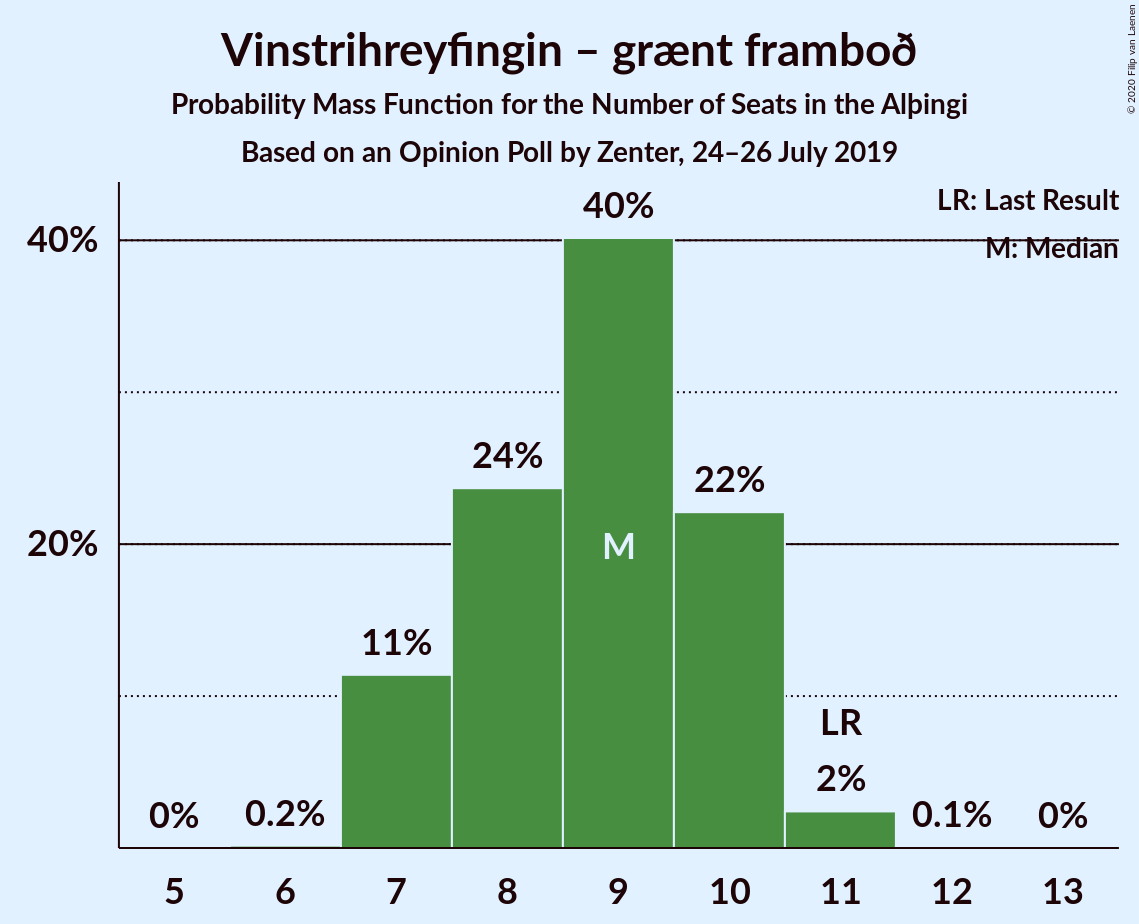 Vinstrihreyfingin – grænt framboð
Probability Mass Function for the Number of Seats in the Alþingi
Based on an Opinion Poll by Zenter, 24–26 July 2019
© 2020 Filip van Laenen
LR: Last Result
M: Median
40%
20%
0%
0.2%
11%
24%
40%
M
22%
LR
2%
0.1%
0%
5 6 7 8 9 10 11 12 13